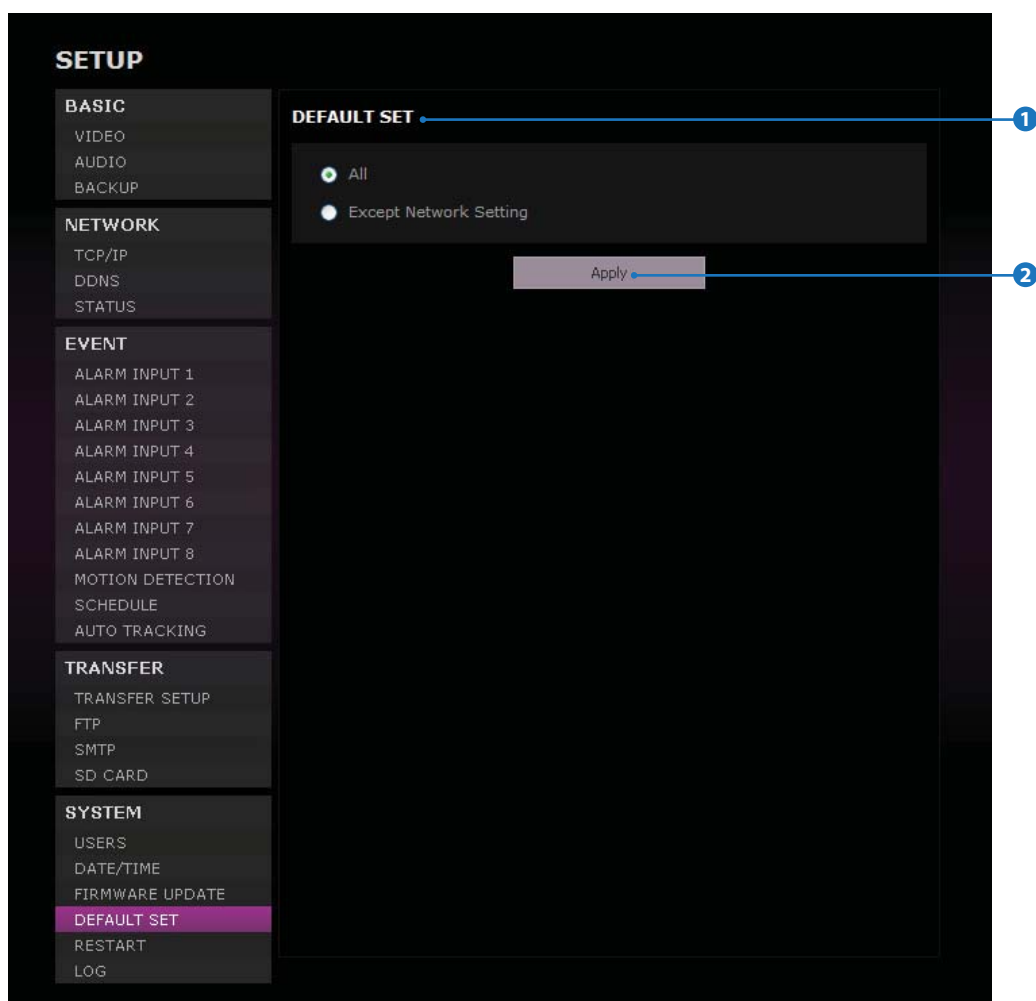 SETUP
BASIC
VIDEO
AUDIO
BACKUP
NETWORK
TCP/IP
DDNS
STATUS
EVENT
ALARM INPUT 1
ALARM INPUT 2
ALARM INPUT 3
ALARM INPUT 4
ALARM INPUT 5
ALARM INPUT 6
ALARM INPUT 7
ALARM INPUT 8
MOTION DETECTION
SCHEDULE
AUTO TRACKING
TRANSFER
TRANSFER SETUP
FTP
SMTP
SD CARD
SYSTEM
USERS
DATE/TIME
FIRMWARE UPDATE
DEFAULT SET
RESTART
LOG
DEFAULT SET
1
All
Except Network Setting
Apply
2